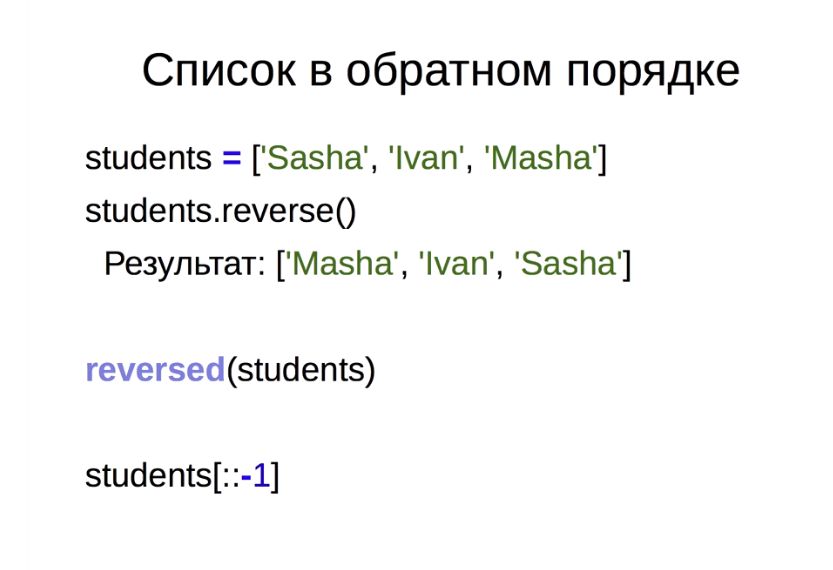 Список в обратном порядке
students = ['Sasha', 'Ivan', 'Masha']
students.reverse()
Результат: ['Masha', 'Ivan', 'Sasha']
reversed(students)
students[::-1]